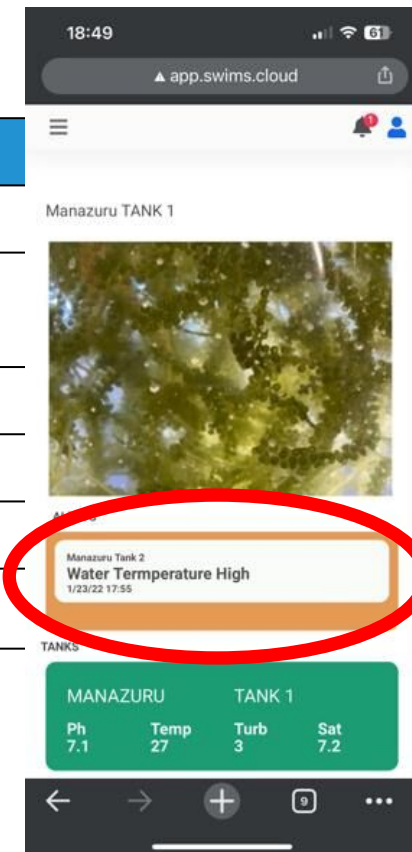 18:49
61
app.swims.cloud
1
Manazuru TANK 1
Manazuru Tank 2
Water Termperature High
1/23/22 17:55
TANKS
MANAZURU TANK 1
Ph Temp Turb Sat
7.1 27 3 7.2
9